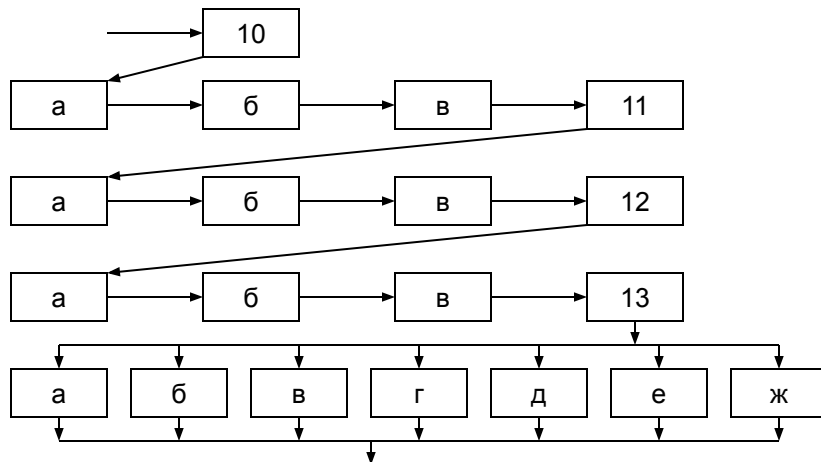 10
а б в 11
а б в 12
а б в 13
а б в г д е ж